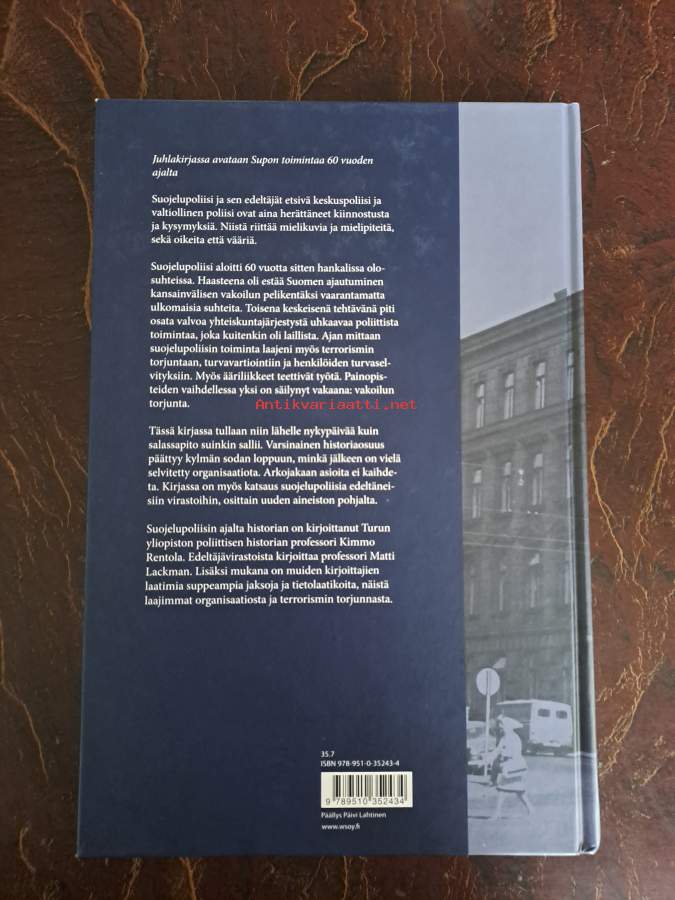 Juhlakirjassa avataan Supon toimintaa 60 vuoden
ajalta
Suojelupoliisi ja sen edeltäjät etsivä keskuspoliisi ja
valtiollinen poliisi ovat aina herättäneet kiinnostusta
ja kysymyksiä. Niistä riittää mielikuvia ja mielipiteitä,
sekä oikeita että vääriä.
Suojelupoliisi aloitti 60 vuotta sitten hankalissa olo-
suhteissa. Haasteena oli estää Suomen ajautuminen
kansainvälisen vakoilun pelikentäksi vaarantamatta
ulkomaisia suhteita. Toisena keskeisenä tehtävänä piti
osata valvoa yhteiskuntajärjestystä uhkaavaa poliittista
toimintaa, joka kuitenkin oli laillista. Ajan mittaan
suojelupoliisin toiminta laajeni myös terrorismin
torjuntaan, turvavartiointiin ja henkilöiden turvasel-
vityksiin. Myös ääriliikkeet teettivät työtä. Painopis-
teiden vaihdellessa yksi on säilynyt vakaana: vakoilun
torjunta.
Antikvariaatti.net
Tässä kirjassa tullaan niin lähelle nykypäivää kuin
salassapito suinkin sallii. Varsinainen historiaosuus
päättyy kylmän sodan loppuun, minkä jälkeen on vielä
selvitetty organisaatiota. Arkojakaan asioita ei kaihde-
ta. Kirjassa on myös katsaus suojelupoliisia edeltänei-
siin virastoihin, osittain uuden aineiston pohjalta.
Suojelupoliisin ajalta historian on kirjoittanut Turun
yliopiston poliittisen historian professori Kimmo
Rentola. Edeltäjävirastoista kirjoittaa professori Matti
Lackman. Lisäksi mukana on muiden kirjoittajien
laatimia suppeampia jaksoja ja tietolaatikoita, näistä
laajimmat organisaatiosta ja terrorismin torjunnasta.
35.7
ISBN 978-951-0-35243-4
9 789510 352434
Päällys Päivi Lahtinen
www.wsoy.fi